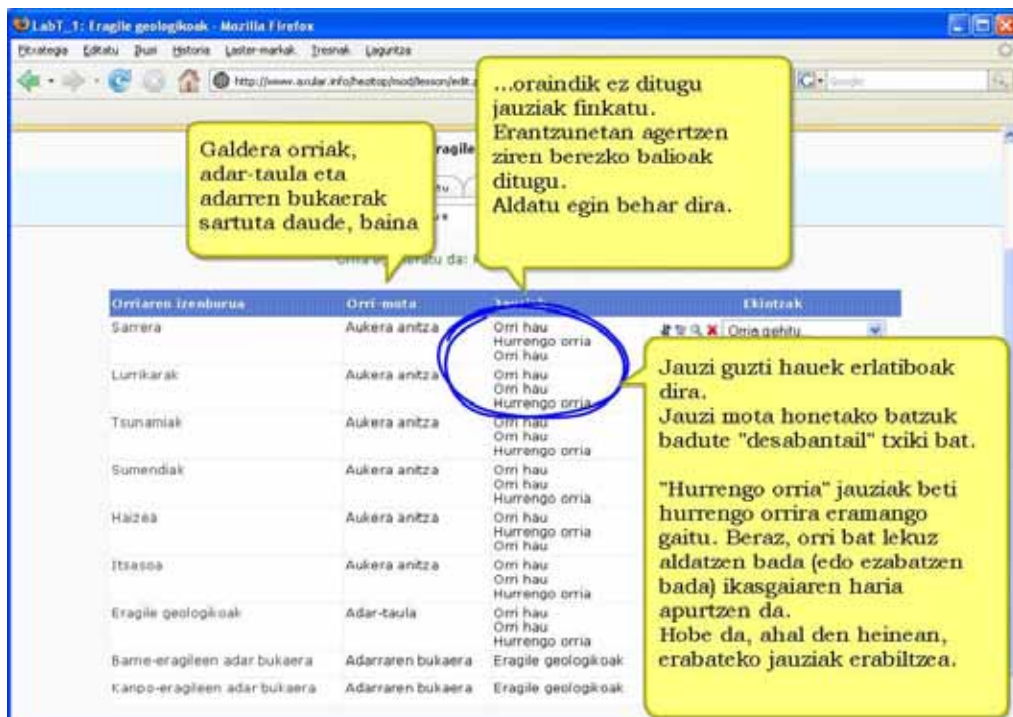 LabT_1: Eragile geologikoak - Mozilla Firefox
Fitxategia Editatu Ikusi Historia Laster-markak Tresnak Laguntza
...oraindik ez ditugu
jauziak finkatu.
Erantzunetan agertzen
ziren berezko balioak
ditugu.
Aldatu egin behar dira.
Galdera orriak,
adar-taula eta
adarren bukaerak
sartuta daude, baina
Orriaren izenburua Orri-mota Ekintzak
Sarrera Aukera anitza Orri hau Orria gehitu
Hurrengo orria
Orri hau
Lurrikarak Aukera anitza Orri hau
Orri hau
Hurrengo orria
Tsunamiak Aukera anitza Orri hau
Orri hau
Hurrengo orria
Sumendiak Aukera anitza Orri hau
Orri hau
Hurrengo orria
Haizea Aukera anitza Orri hau
Hurrengo orria
Orri hau
Itsasoa Aukera anitza Orri hau
Orri hau
Hurrengo orria
Eragile geologikoak Adar-taula Orri hau
Orri hau
Hurrengo orria
Barne-eragileen adar bukaera Adarraren bukaera Eragile geologikoak
Kanpo-eragileen adar bukaera Adarraren bukaera Eragile geologikoak
Jauzi guzti hauek erlatiboak
dira.
Jauzi mota honetako batzuk
badute "desabantail" txiki bat.
"Hurrengo orria" jauziak beti
hurrengo orrira eramango
gaitu. Beraz, orri bat lekuz
aldatzen bada (edo ezabatzen
bada) ikasgaiaren haria
apurtzen da.
Hobe da, ahal den heinean,
erabateko jauziak erabiltzea.